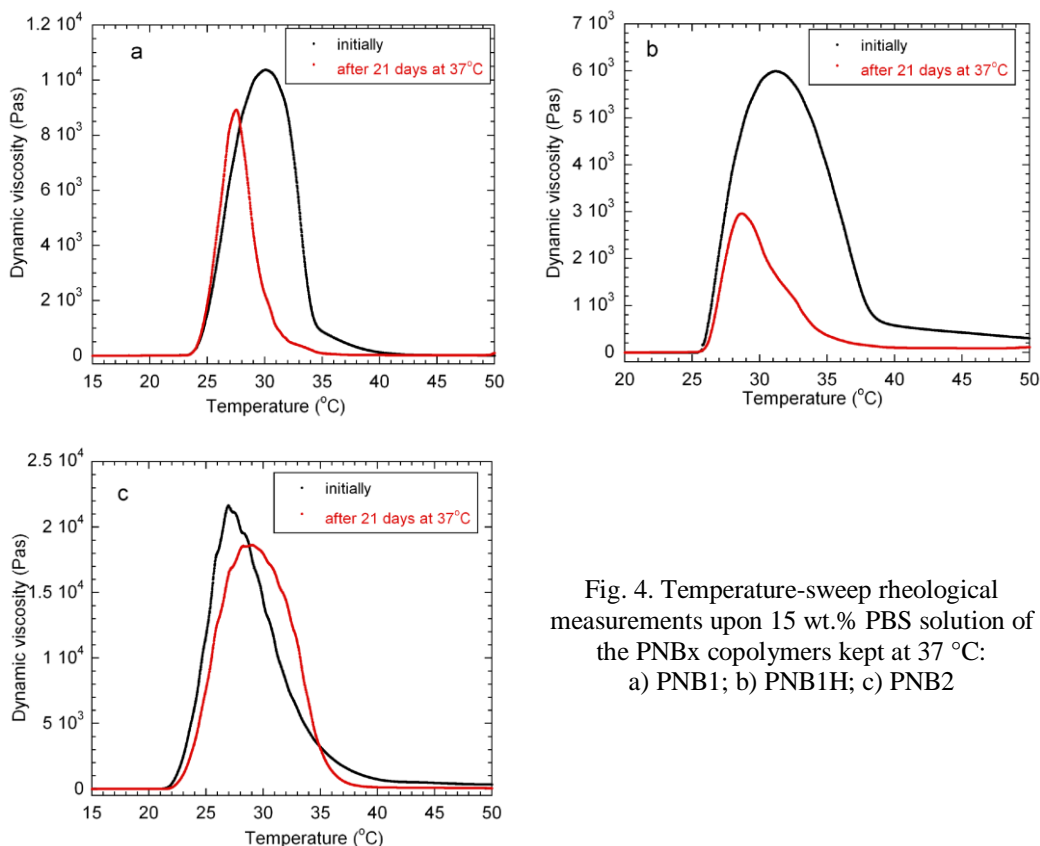 1.2 10⁴
1 10⁴
8 10³
6 10³
4 10³
2 10³
0
Dynamic viscosity (Pas)
a
initially
after 21 days at 37°C
15 20 25 30 35 40 45 50
Temperature (°C)
7 10³
6 10³
5 10³
4 10³
3 10³
2 10³
1 10³
0
Dynamic viscosity (Pas)
b
initially
after 21 days at 37°C
20 25 30 35 40 45 50
Temperature (°C)
2.5 10⁴
2 10⁴
1.5 10⁴
1 10⁴
5 10³
0
Dynamic viscosity (Pas)
c
initially
after 21 days at 37°C
15 20 25 30 35 40 45 50
Temperature (°C)
Fig. 4. Temperature-sweep rheological
measurements upon 15 wt.% PBS solution of
the PNBx copolymers kept at 37 °C:
a) PNB1; b) PNB1H; c) PNB2